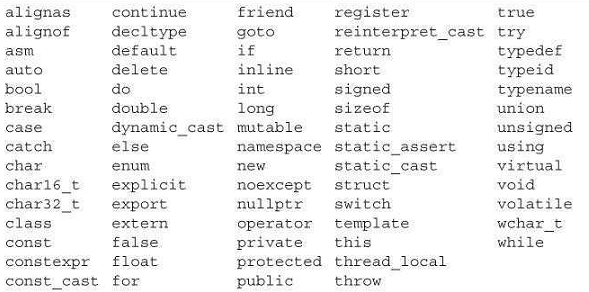 alignas continue friend register true
alignof decltype goto reinterpret_cast try
asm default if return typedef
auto delete inline short typeid
bool do int signed typename
break double long sizeof union
case dynamic_cast mutable static unsigned
catch else namespace static_assert using
char enum new static_cast virtual
char16_t explicit noexcept struct void
char32_t export nullptr switch volatile
class extern operator template wchar_t
const false private this while
constexpr float protected thread_local
const_cast for public throw